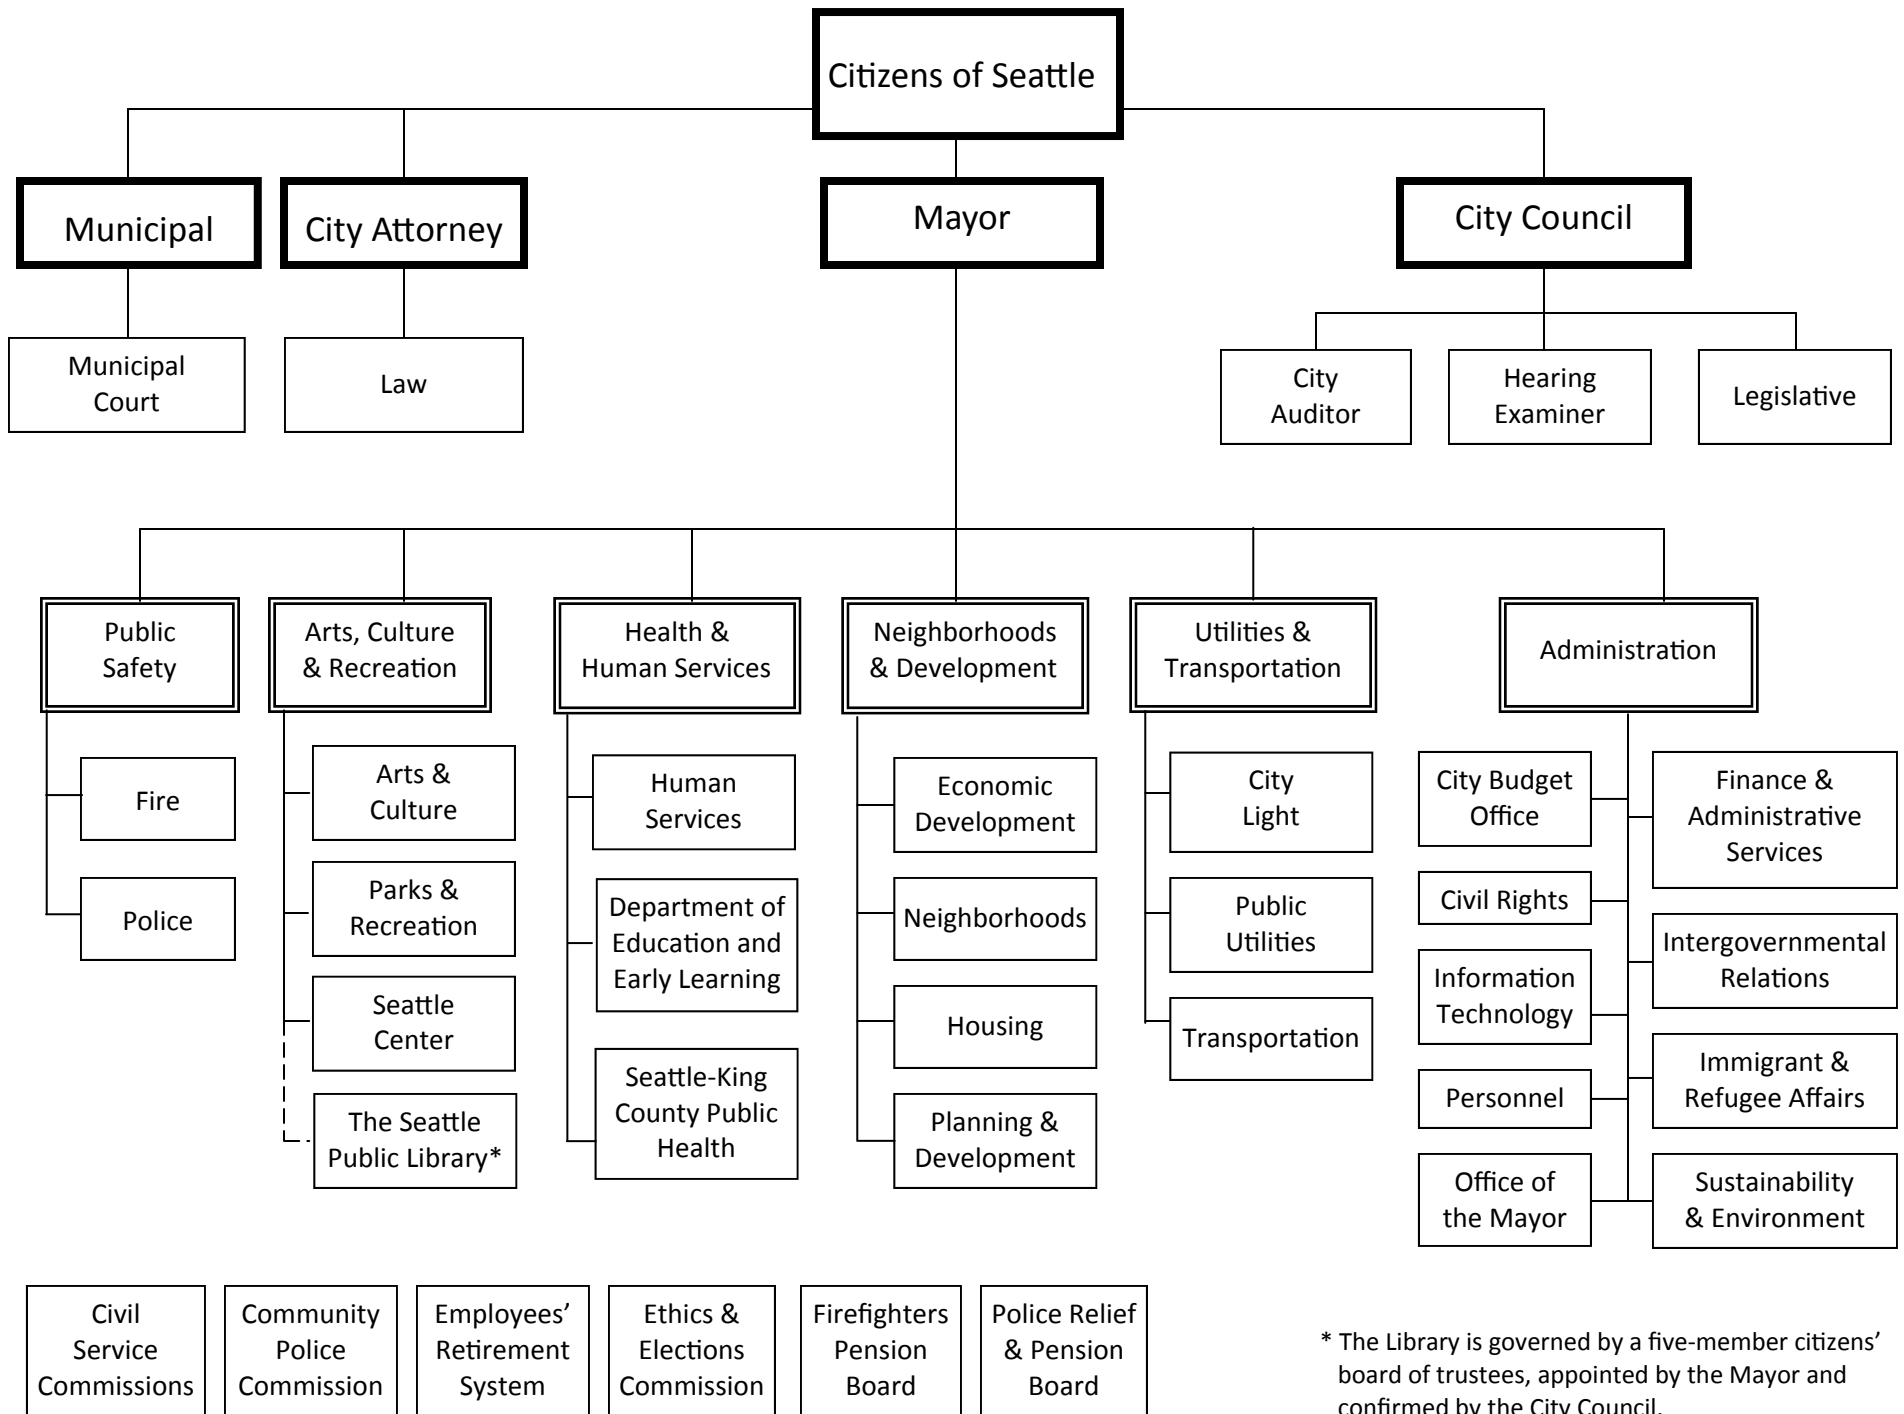 Citizens of Seattle
Municipal
City Attorney
Mayor
City Council
Municipal
Court
Law
City
Auditor
Hearing
Examiner
Legislative
Public
Safety
Arts, Culture
& Recreation
Health &
Human Services
Neighborhoods
& Development
Utilities &
Transportation
Administration
Fire
Police
Arts &
Culture
Parks &
Recreation
Seattle
Center
The Seattle
Public Library*
Human
Services
Department of
Education and
Early Learning
Seattle-King
County Public
Health
Economic
Development
Neighborhoods
Housing
Planning &
Development
City
Light
Public
Utilities
Transportation
City Budget
Office
Civil Rights
Information
Technology
Personnel
Office of
the Mayor
Finance &
Administrative
Services
Intergovernmental
Relations
Immigrant &
Refugee Affairs
Sustainability
& Environment
Civil
Service
Commissions
Community
Police
Commission
Employees’
Retirement
System
Ethics &
Elections
Commission
Firefighters
Pension
Board
Police Relief
& Pension
Board
* The Library is governed by a five-member citizens’
board of trustees, appointed by the Mayor and
confirmed by the City Council.